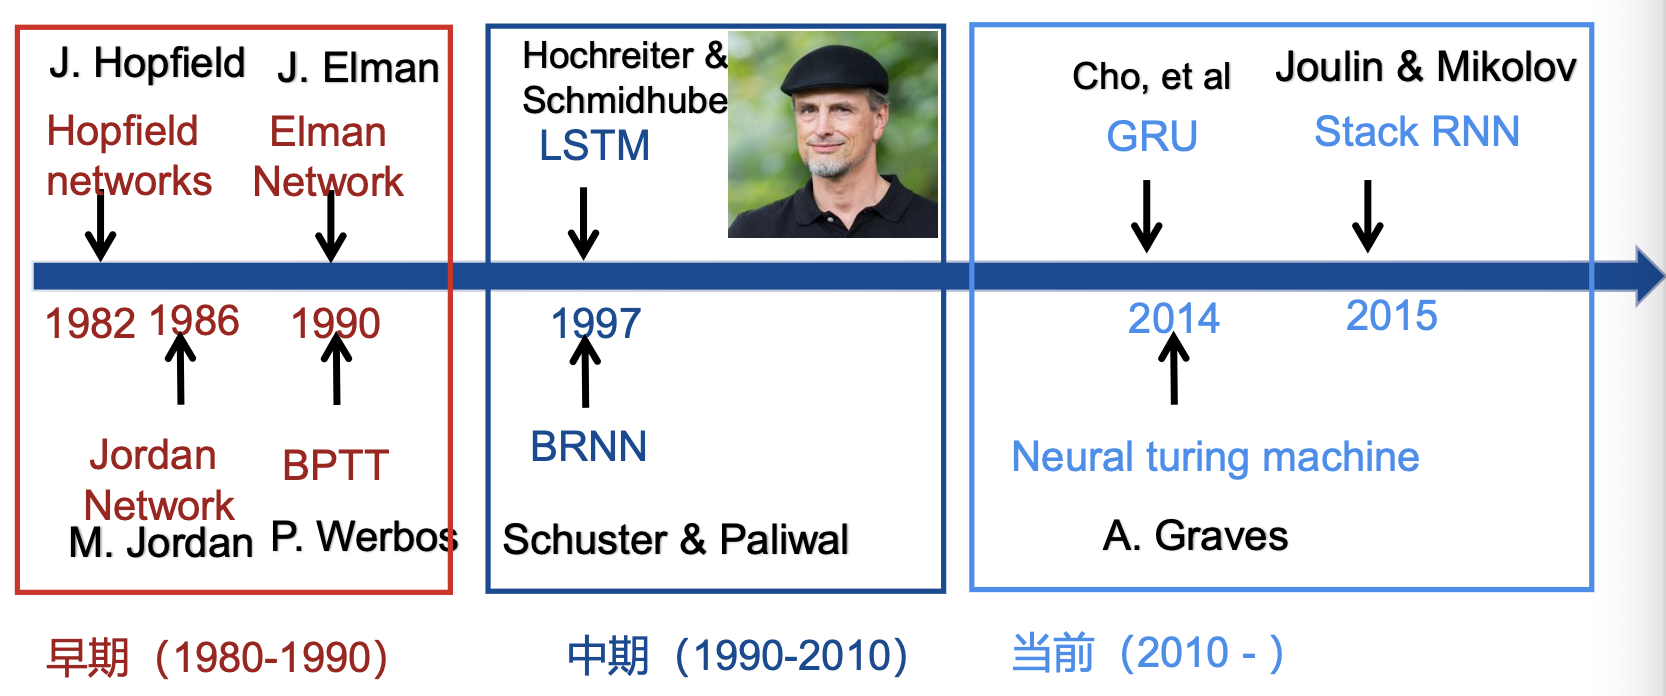 J. Hopfield
Hopfield
networks
J. Elman
Elman
Network
1982
1986
1990
Jordan
Network
M. Jordan
BPTT
P. Werbos
早期（1980-1990）
Hochreiter &
Schmidhube
LSTM
1997
BRNN
Schuster & Paliwal
中期（1990-2010）
Cho, et al
GRU
Joulin & Mikolov
Stack RNN
2014
2015
Neural turing machine
A. Graves
当前（2010 - ）